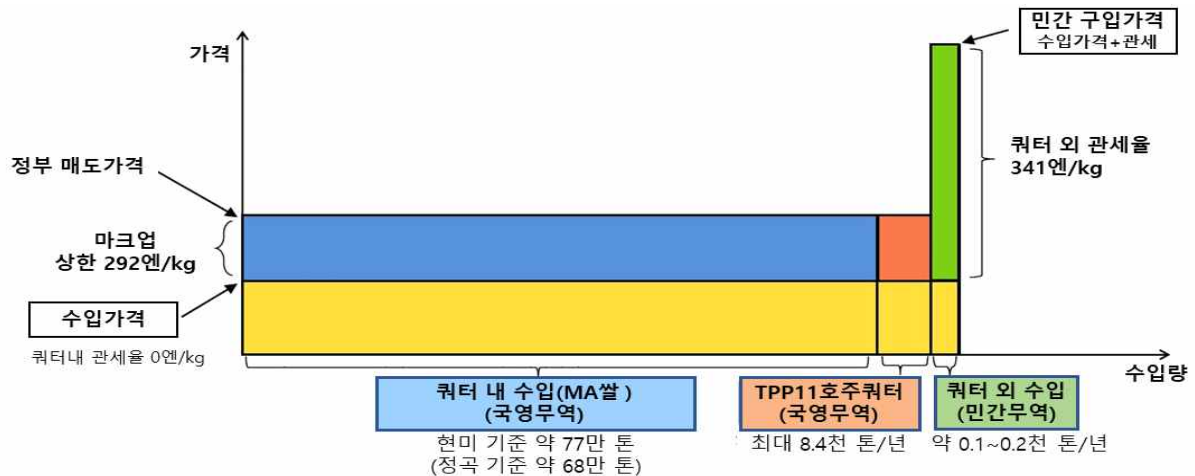 민간 구입가격
수입가격+관세
가격
쿼터 외 관세율
341엔/kg
정부 매도가격
마크업
상한 292엔/kg
수입가격
쿼터내 관세율 0엔/kg
수입량
쿼터 내 수입(MA쌀 )
(국영무역)
TPP11호주쿼터
(국영무역)
쿼터 외 수입
(민간무역)
현미 기준 약 77만 톤
(정곡 기준 약 68만 톤)
최대 8.4천 톤/년
약 0.1~0.2천 톤/년